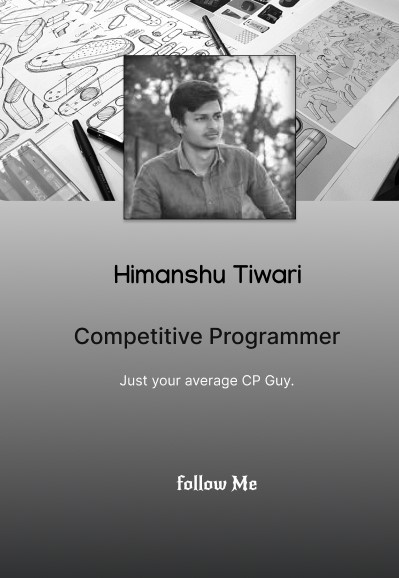 Himanshu Tiwari
Competitive Programmer
Just your average CP Guy.
follow Me